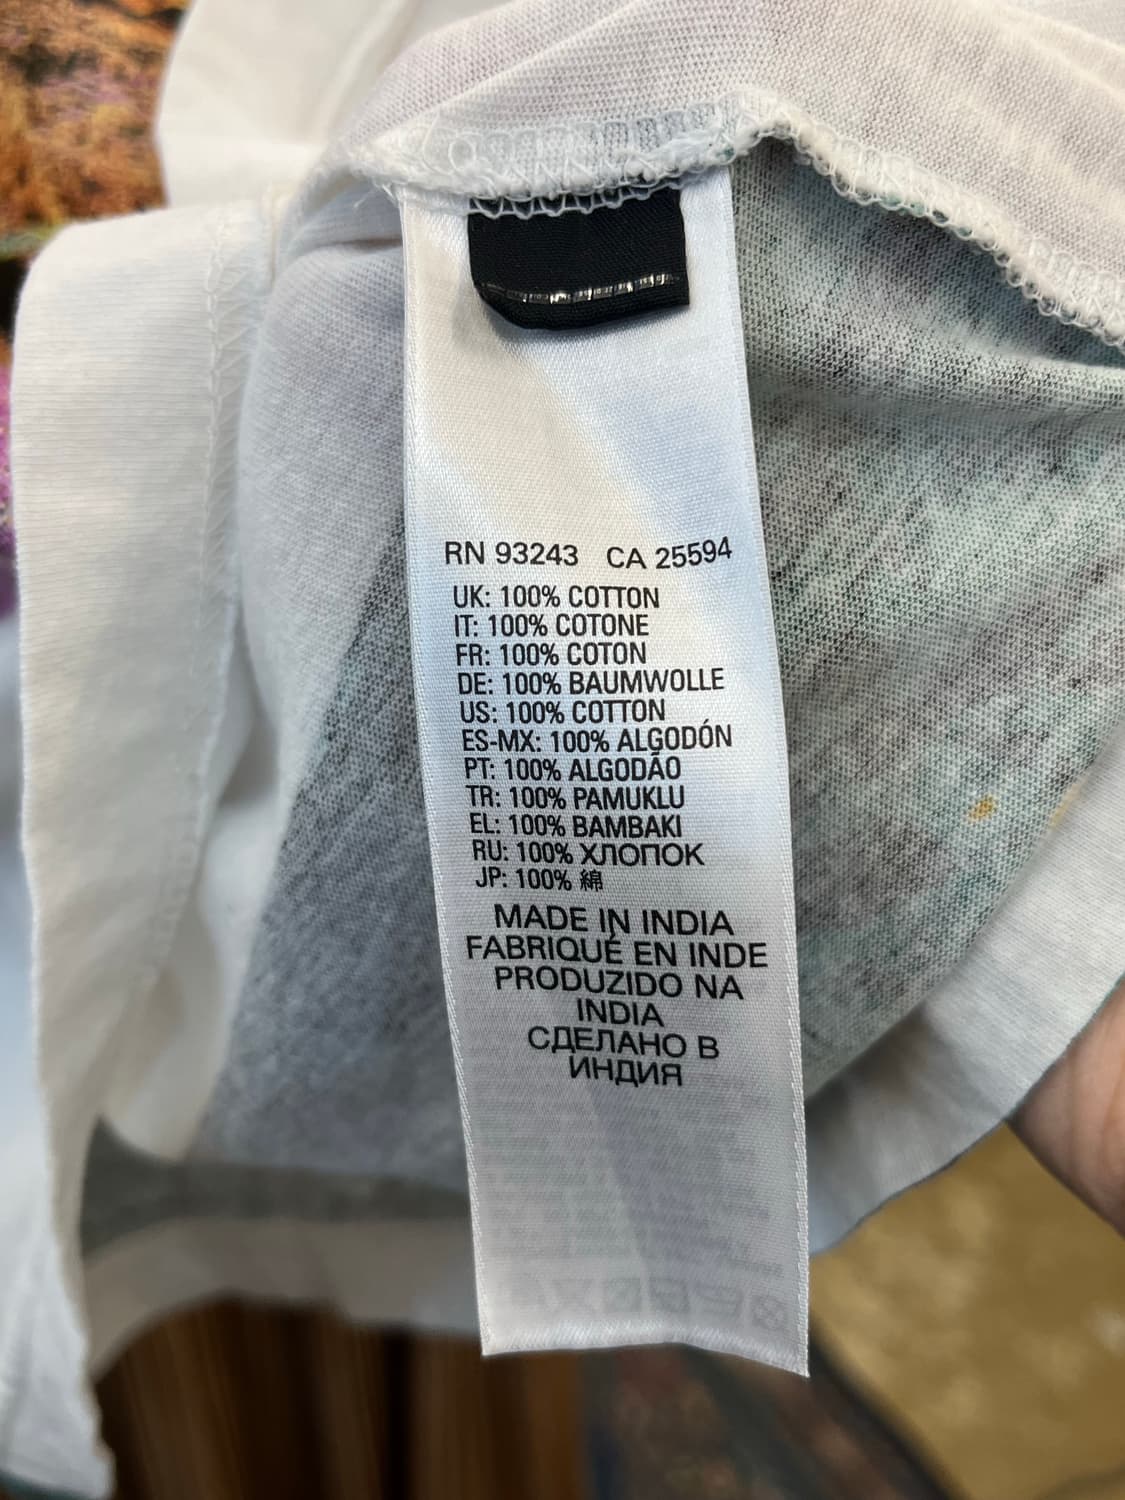 RN 93243 CA 25594
UK: 100% COTTON
IT: 100% COTONE
FR: 100% COTON
DE: 100% BAUMWOLLE
US: 100% COTTON
ES-MX: 100% ALGODÓN
PT: 100% ALGODÃO
TR: 100% PAMUKLU
EL: 100% BAMBAKI
RU: 100% ХЛОПОК
JP: 100% 綿
MADE IN INDIA
FABRIQUÉ EN INDE
PRODUZIDO NA
INDIA
СДЕЛАНО В
ИНДИЯ